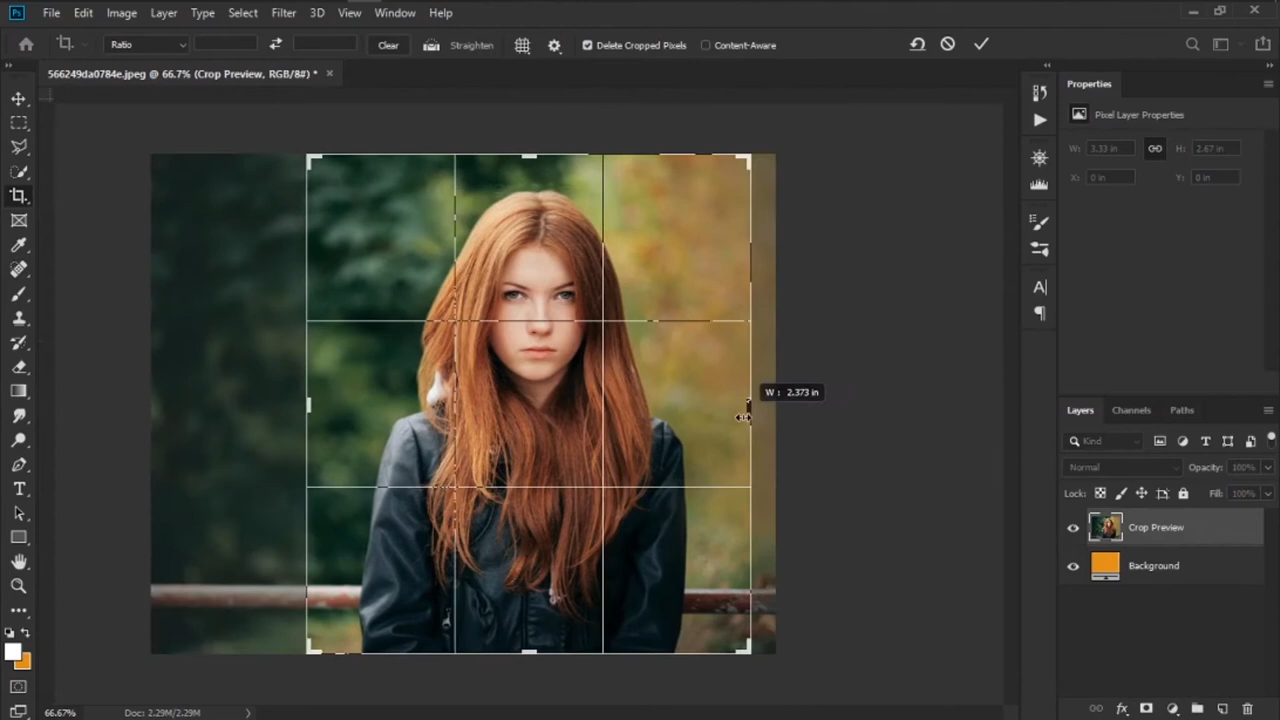 Ps File Edit Image Layer Type Select Filter 3D View Window Help
Ratio Clear Straighten Delete Cropped Pixels Content-Aware
566249da0784e.jpeg @ 66.7% (Crop Preview, RGB/8#) * ×
Properties
Pixel Layer Properties
W: 3.33 in H: 2.67 in
X: 0 in Y: 0 in
W : 2.373 in
Layers Channels Paths
Kind
Normal Opacity: 100%
Lock: Fill: 100%
Crop Preview
Background
66.67% Doc: 2.29M/2.29M